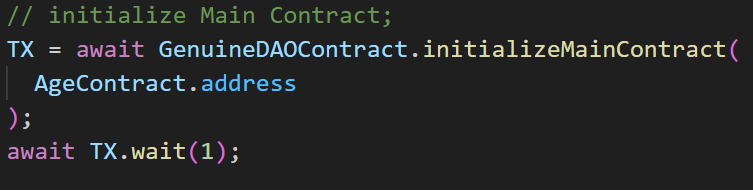 // initialize Main Contract;
TX = await GenuineDAOContract.initializeMainContract(
AgeContract.address
);
await TX.wait(1);